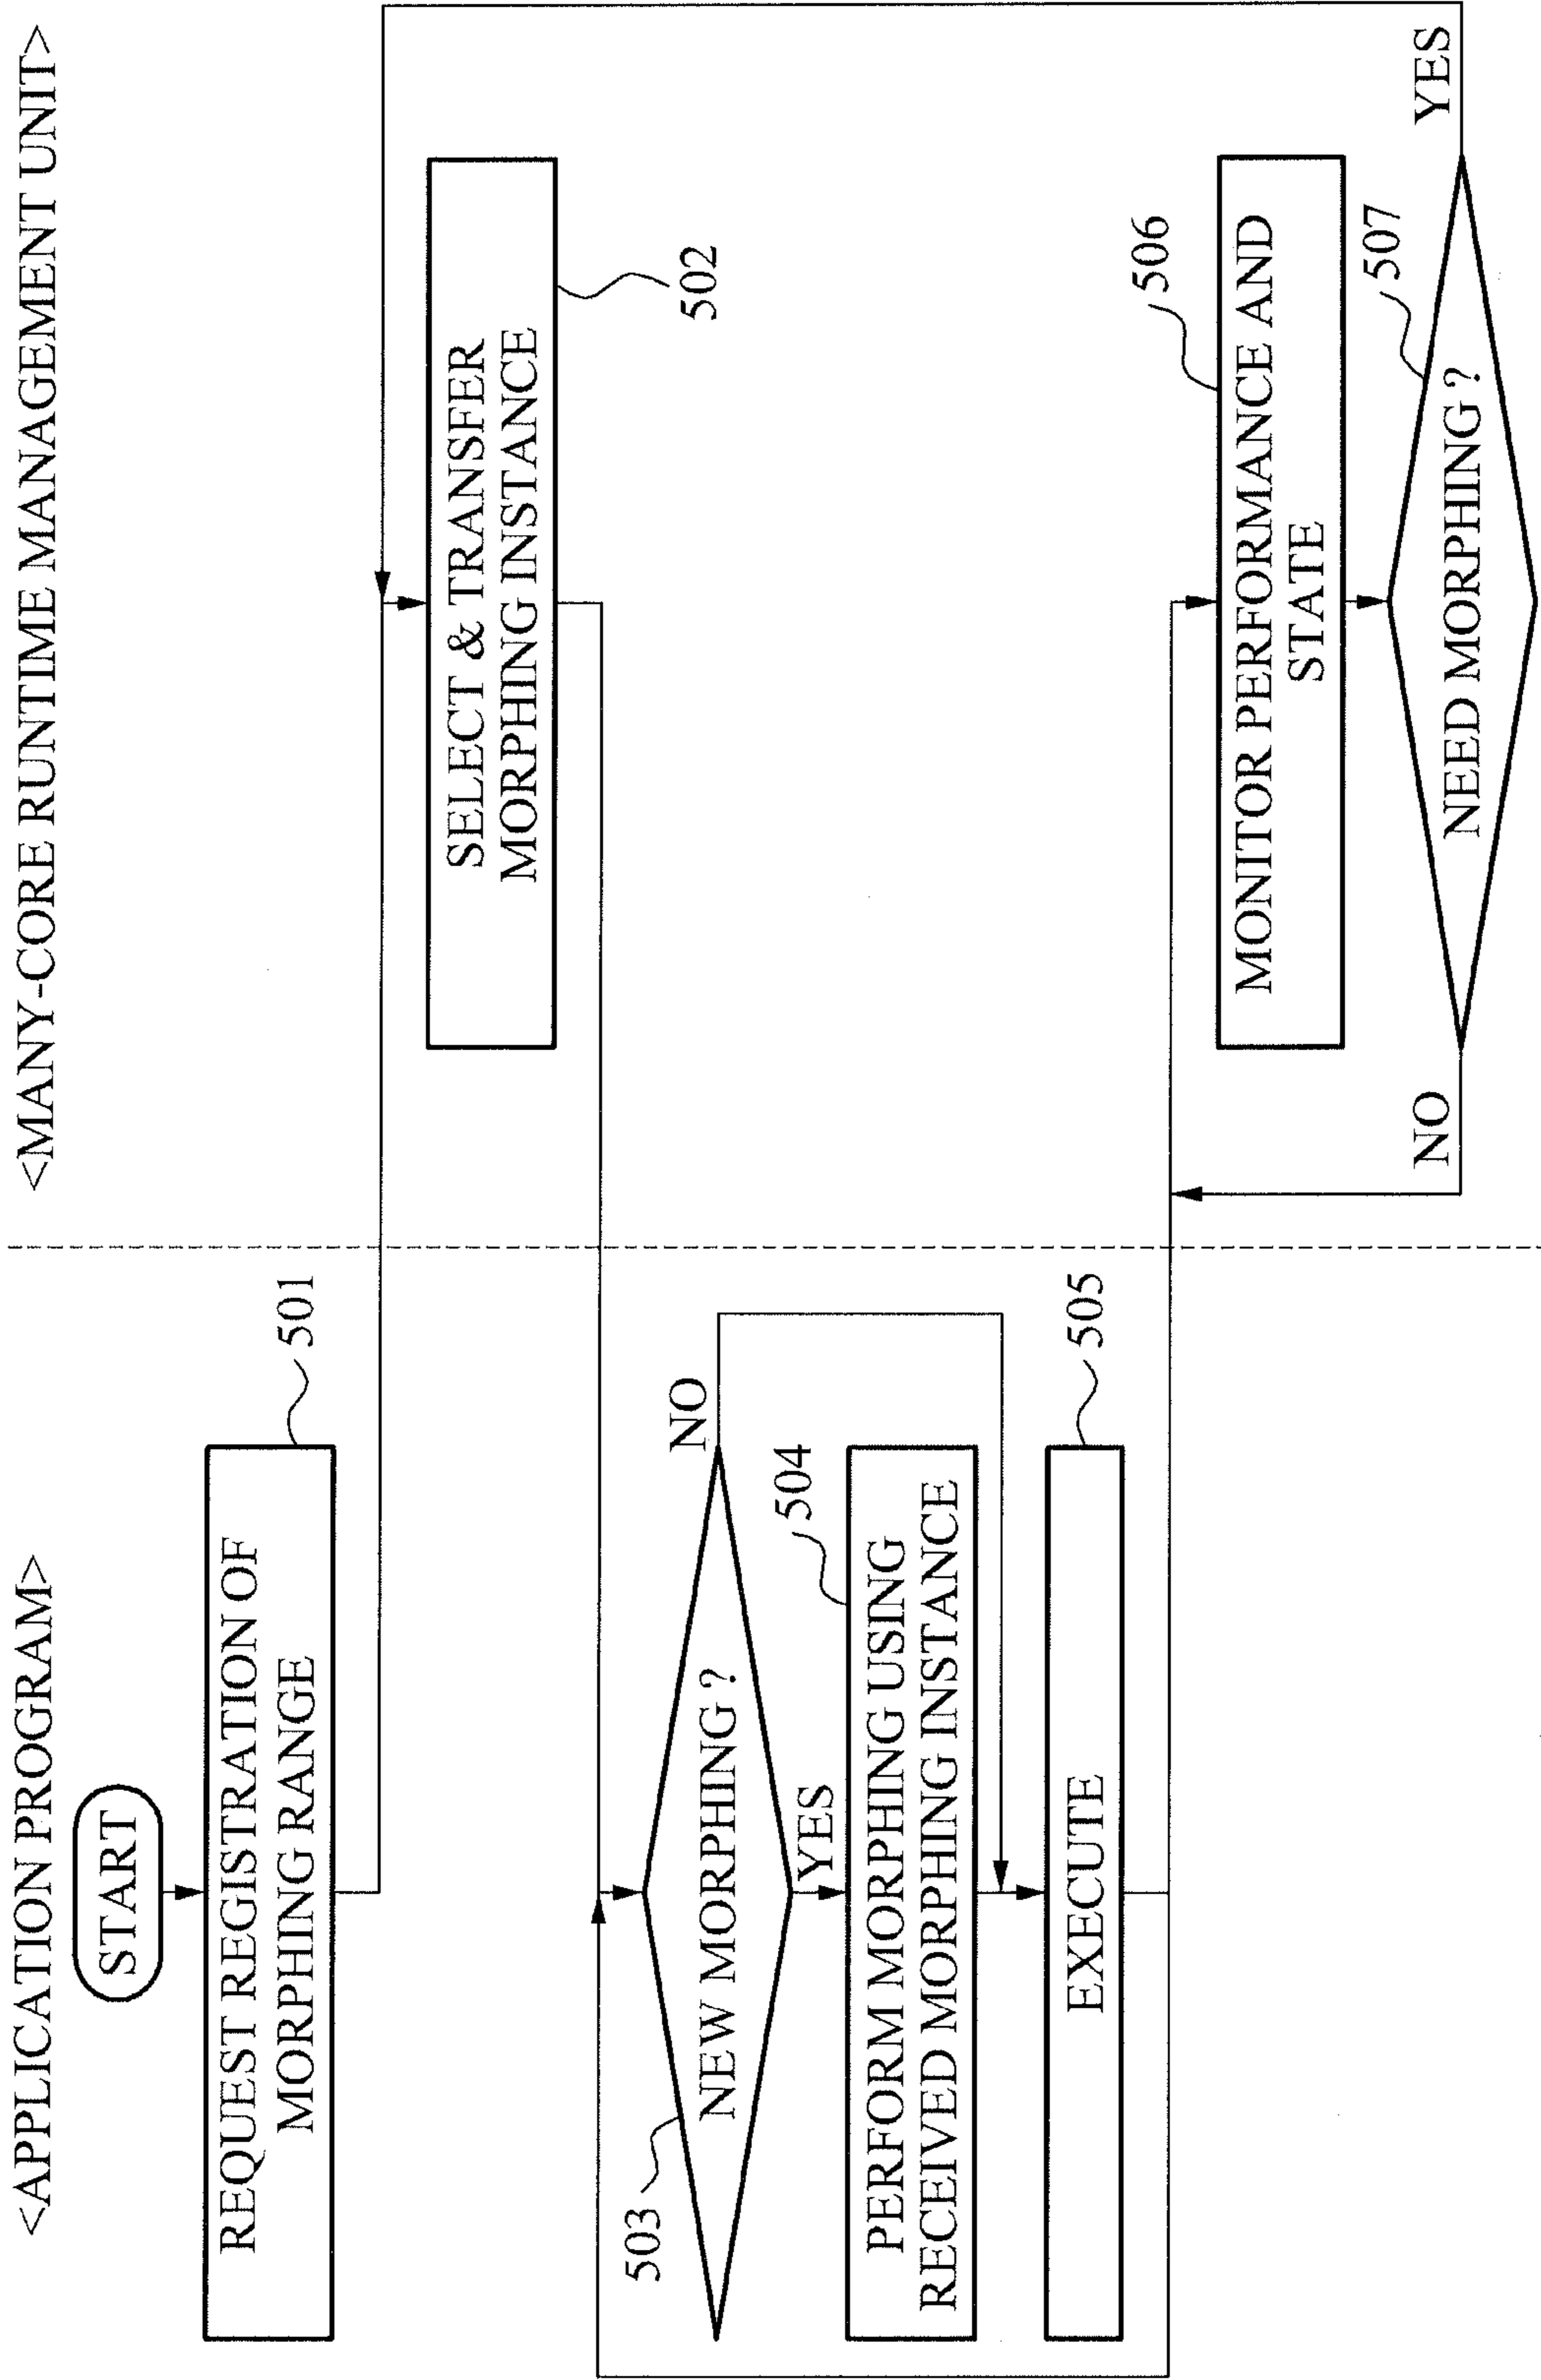 <APPLICATION PROGRAM>
<MANY-CORE RUNTIME MANAGEMENT UNIT>
START
REQUEST REGISTRATION OF
MORPHING RANGE
501
SELECT & TRANSFER
MORPHING INSTANCE
502
503
NEW MORPHING ?
NO
YES
504
PERFORM MORPHING USING
RECEIVED MORPHING INSTANCE
505
EXECUTE
506
MONITOR PERFORMANCE AND
STATE
507
NEED MORPHING ?
NO
YES